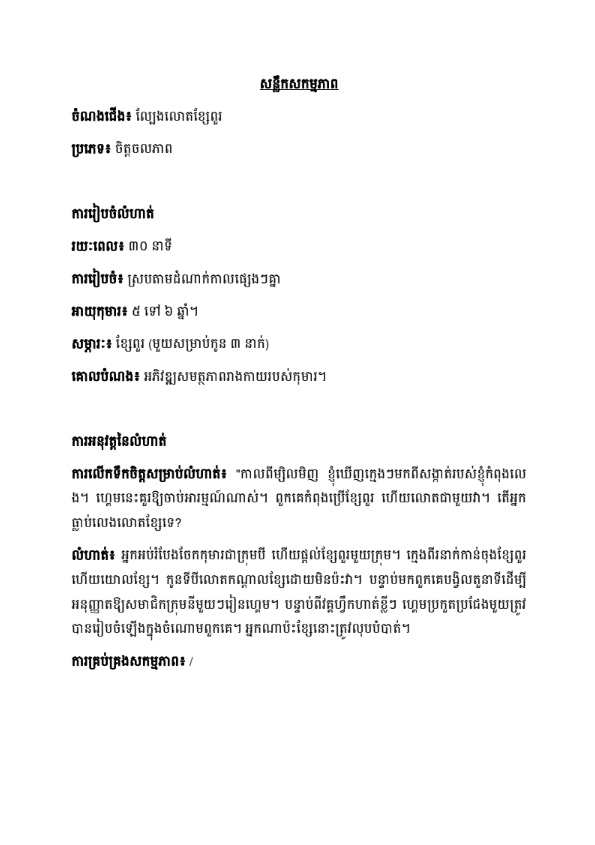 សន្លឹកសកម្មភាព
ចំណងជើង៖ ល្បែងលោតខ្សែពួរ
ប្រភេទ៖ ចិត្តចលភាព
ការរៀបចំលំហាត់
រយៈពេល៖ ៣០ នាទី
ការរៀបចំ៖ ស្របតាមដំណាក់កាលផ្សេងៗគ្នា
អាយុកុមារ៖ ៥ ទៅ ៦ ឆ្នាំ។
សម្ភារៈ៖ ខ្សែពួរ (មួយសម្រាប់កូន ៣ នាក់)
គោលបំណង៖ អភិវឌ្ឍសមត្ថភាពរាងកាយរបស់កុមារ។
ការអនុវត្តនៃលំហាត់
ការលើកទឹកចិត្តសម្រាប់លំហាត់៖ "កាលពីម្សិលមិញ ខ្ញុំឃើញក្មេងៗមកពីសង្កាត់របស់ខ្ញុំកំពុងលេ
ង។ ហ្គេមនេះគួរឱ្យចាប់អារម្មណ៍ណាស់។ ពួកគេកំពុងប្រើខ្សែពួរ ហើយលោតជាមួយវា។ តើអ្នក
ធ្លាប់លេងលោតខ្សែទេ?
លំហាត់៖ អ្នកអប់រំបែងចែកកុមារជាក្រុមបី ហើយផ្តល់ខ្សែពួរមួយក្រុម។ ក្មេងពីរនាក់កាន់ចុងខ្សែពួរ
ហើយយោលខ្សែ។ កូនទីបីលោតកណ្តាលខ្សែដោយមិនប៉ះវា។ បន្ទាប់មកពួកគេបង្វិលតួនាទីដើម្បី
អនុញ្ញាតឱ្យសមាជិកក្រុមនីមួយៗរៀនហ្គេម។ បន្ទាប់ពីវគ្គហ្វឹកហាត់ខ្លីៗ ហ្គេមប្រកួតប្រជែងមួយត្រូវ
បានរៀបចំឡើងក្នុងចំណោមពួកគេ។ អ្នកណាប៉ះខ្សែនោះត្រូវលុបបំបាត់។
ការគ្រប់គ្រងសកម្មភាព៖ /